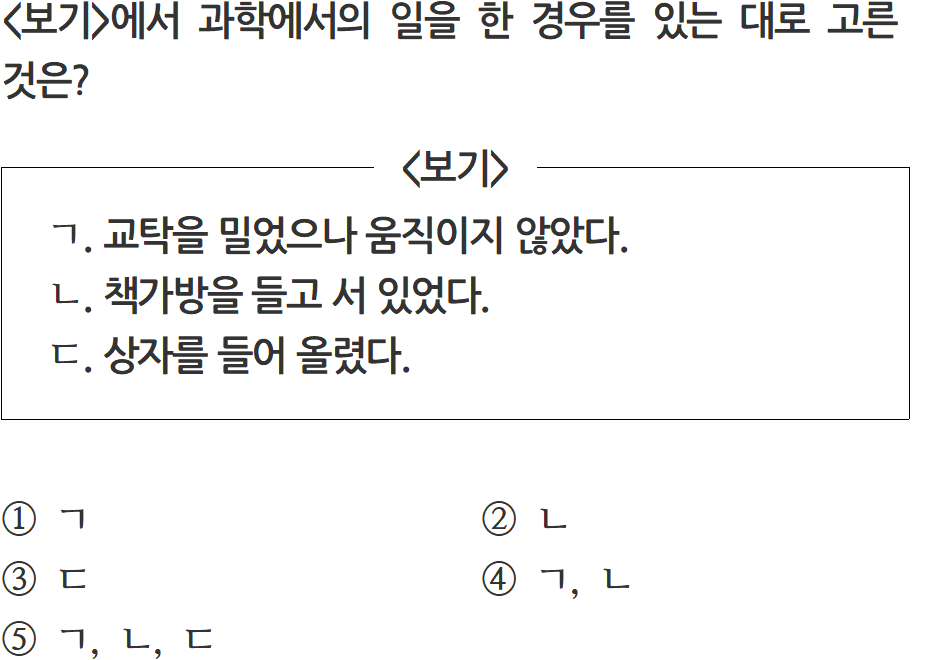 <보기>에서 과학에서의 일을 한 경우를 있는 대로 고른
것은?
<보기>
ㄱ. 교탁을 밀었으나 움직이지 않았다.
ㄴ. 책가방을 들고 서 있었다.
ㄷ. 상자를 들어 올렸다.
① ㄱ ② ㄴ
③ ㄷ ④ ㄱ, ㄴ
⑤ ㄱ, ㄴ, ㄷ